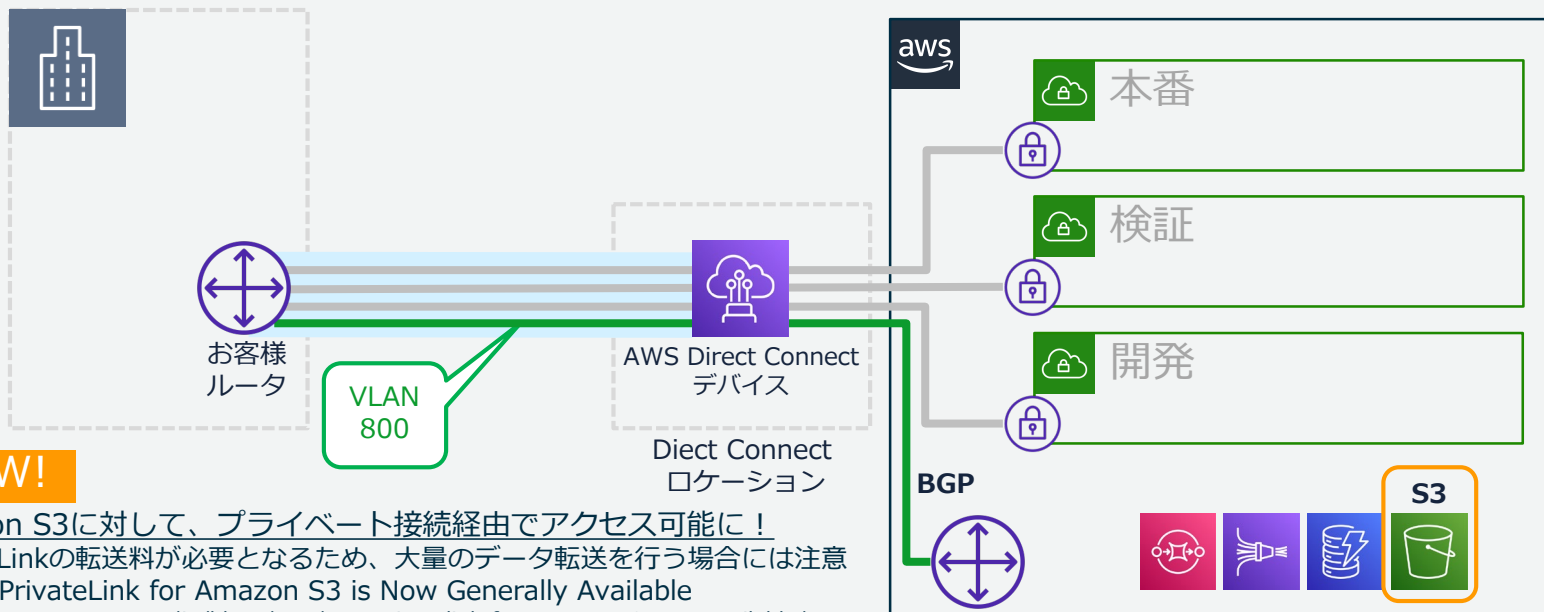 aws
本番
検証
開発
お客様
ルータ
VLAN
800
AWS Direct Connect
デバイス
Diect Connect
ロケーション
BGP
S3
W!
on S3に対して、プライベート接続経由でアクセス可能に！
Linkの転送料が必要となるため、大量のデータ転送を行う場合には注意
PrivateLink for Amazon S3 is Now Generally Available